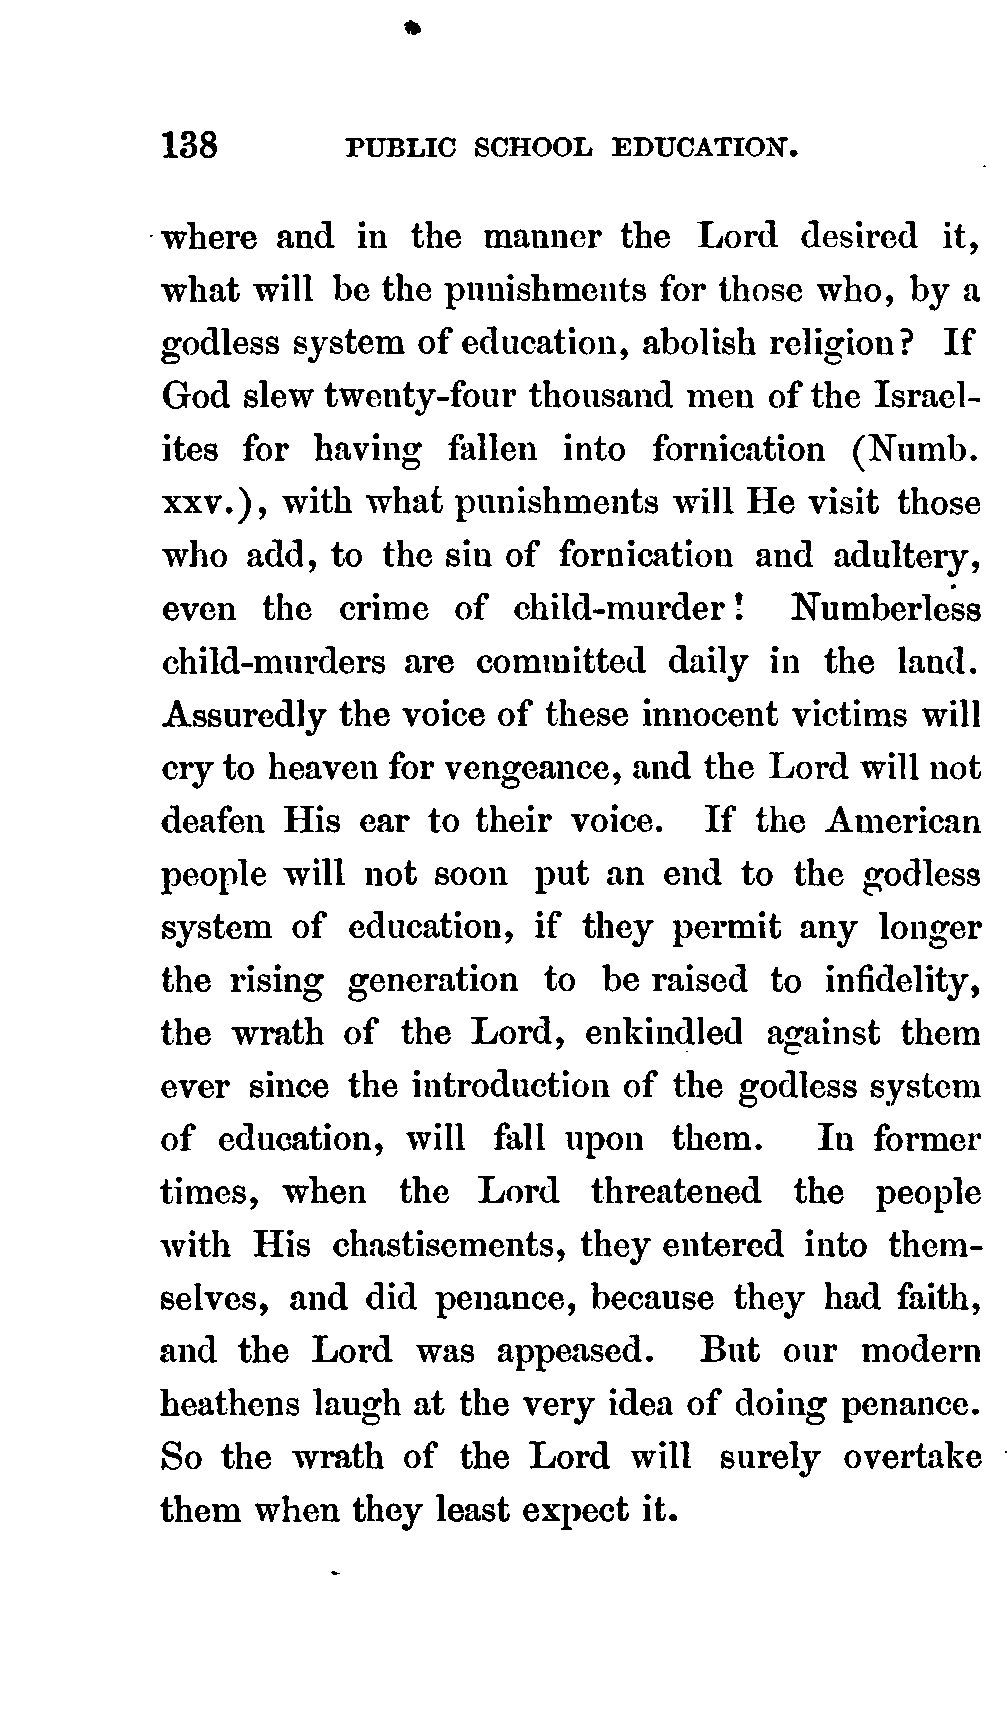 138 PUBLIC SCHOOL EDUCATION.
where and in the manner the Lord desired it,
what will be the punishments for those who, by a
godless system of education, abolish religion? If
God slew twenty-four thousand men of the Israel-
ites for having fallen into fornication (Numb.
xxv.), with what punishments will He visit those
who add, to the sin of fornication and adultery,
even the crime of child-murder! Numberless
child-murders are committed daily in the land.
Assuredly the voice of these innocent victims will
cry to heaven for vengeance, and the Lord will not
deafen His ear to their voice. If the American
people will not soon put an end to the godless
system of education, if they permit any longer
the rising generation to be raised to infidelity,
the wrath of the Lord, enkindled against them
ever since the introduction of the godless system
of education, will fall upon them. In former
times, when the Lord threatened the people
with His chastisements, they entered into them-
selves, and did penance, because they had faith,
and the Lord was appeased. But our modern
heathens laugh at the very idea of doing penance.
So the wrath of the Lord will surely overtake
them when they least expect it.